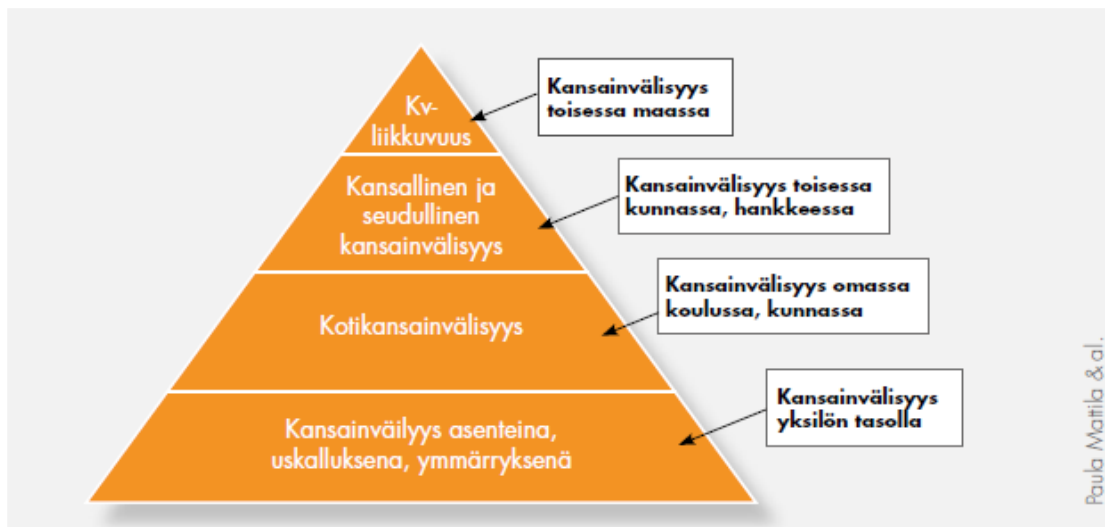 Kv-
liikkuvuus
Kansainvälisyys
toisessa maassa
Kansallinen ja
seudullinen
kansainvälisyys
Kansainvälisyys toisessa
kunnassa, hankkeessa
Kotikansainvälisyys
Kansainvälisyys omassa
koulussa, kunnassa
Kansainväilyys asenteina,
uskalluksena, ymmärryksenä
Kansainvälisyys
yksilön tasolla
Paula Mattila & al.